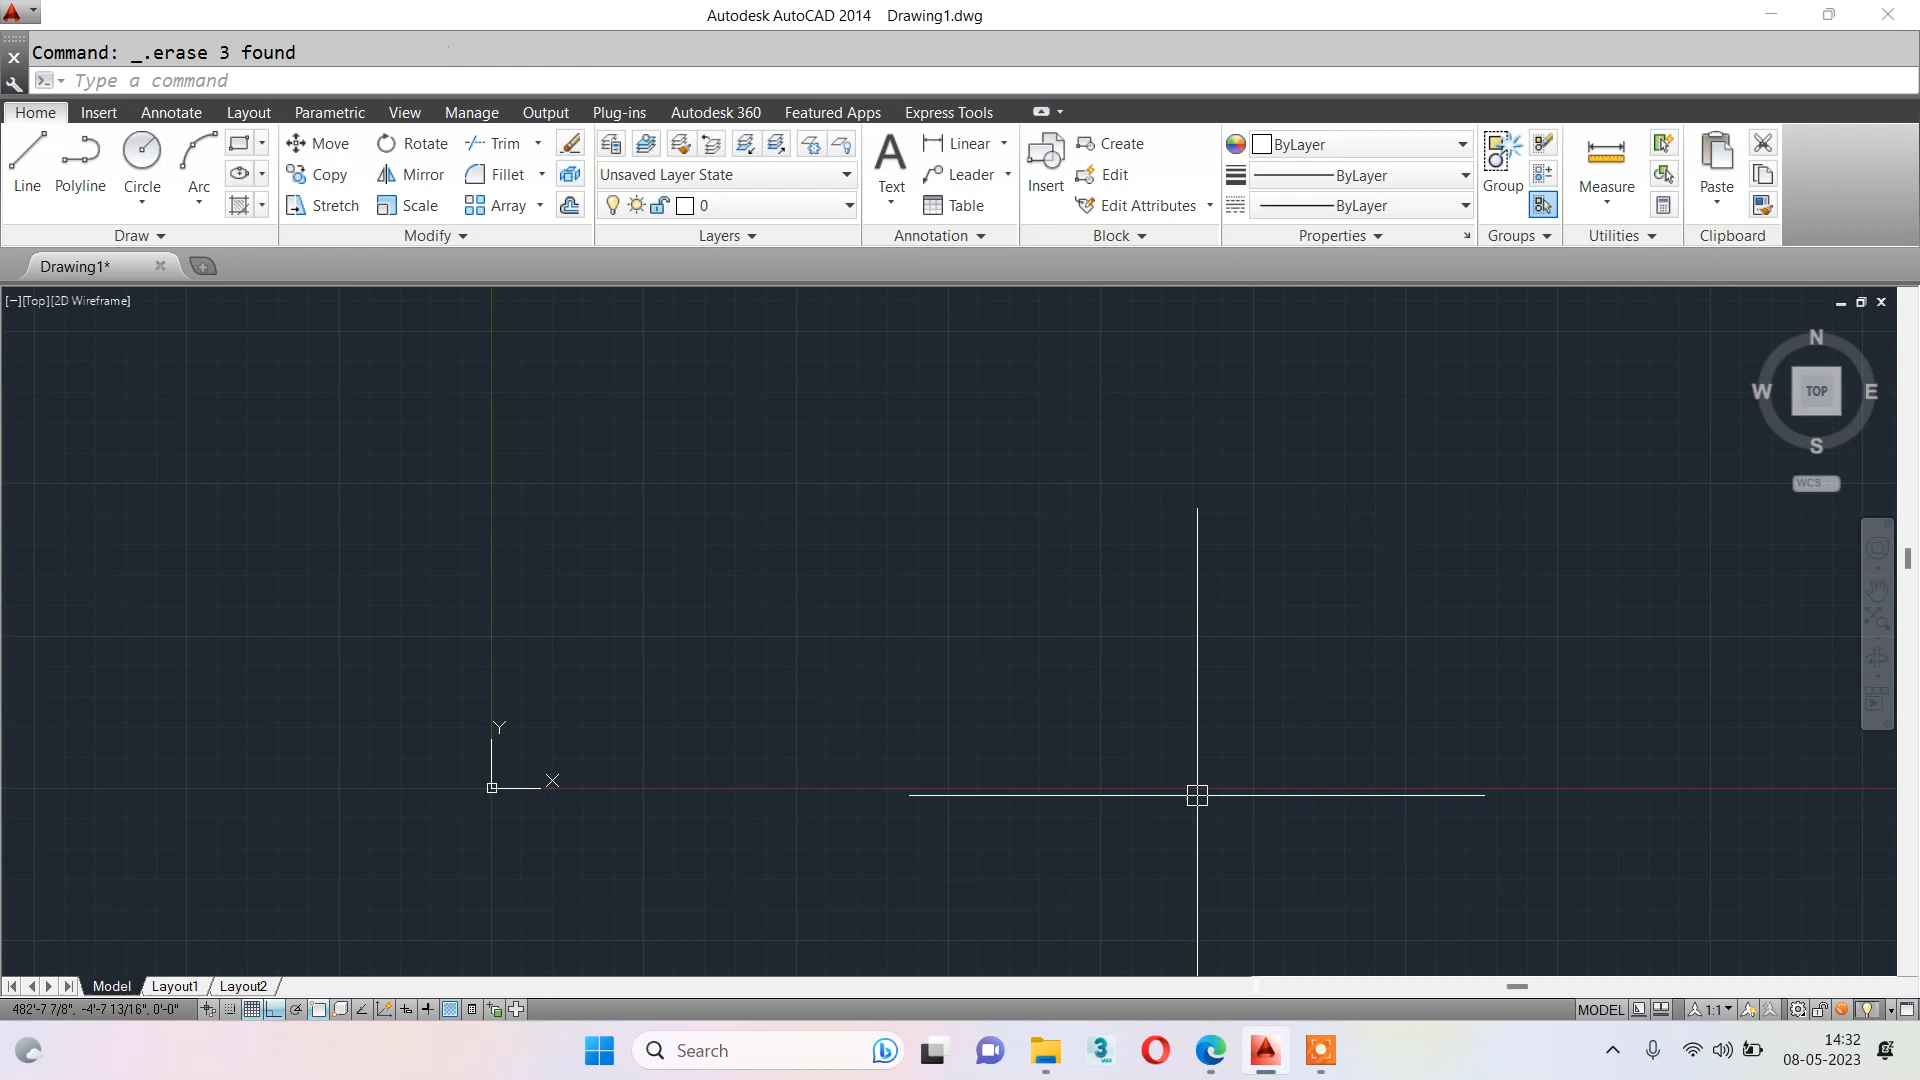 Autodesk AutoCAD 2014 Drawing1.dwg
Command: _.erase 3 found
Type a command
Home Insert Annotate Layout Parametric View Manage Output Plug-ins Autodesk 360 Featured Apps Express Tools
Line Polyline Circle Arc
Move Rotate Trim
Copy Mirror Fillet
Stretch Scale Array
Unsaved Layer State
0
Text
Linear
Leader
Table
Insert
Create
Edit
Edit Attributes
ByLayer
ByLayer
ByLayer
Group
Measure
Paste
Draw Modify Layers Annotation Block Properties Groups Utilities Clipboard
Drawing1*
[−][Top][2D Wireframe]
N
W TOP E
S
WCS
Y
X
Model Layout1 Layout2
482'-7 7/8", -4'-7 13/16", 0'-0" MODEL 1:1
Search
3
MAX
14:32
08-05-2023